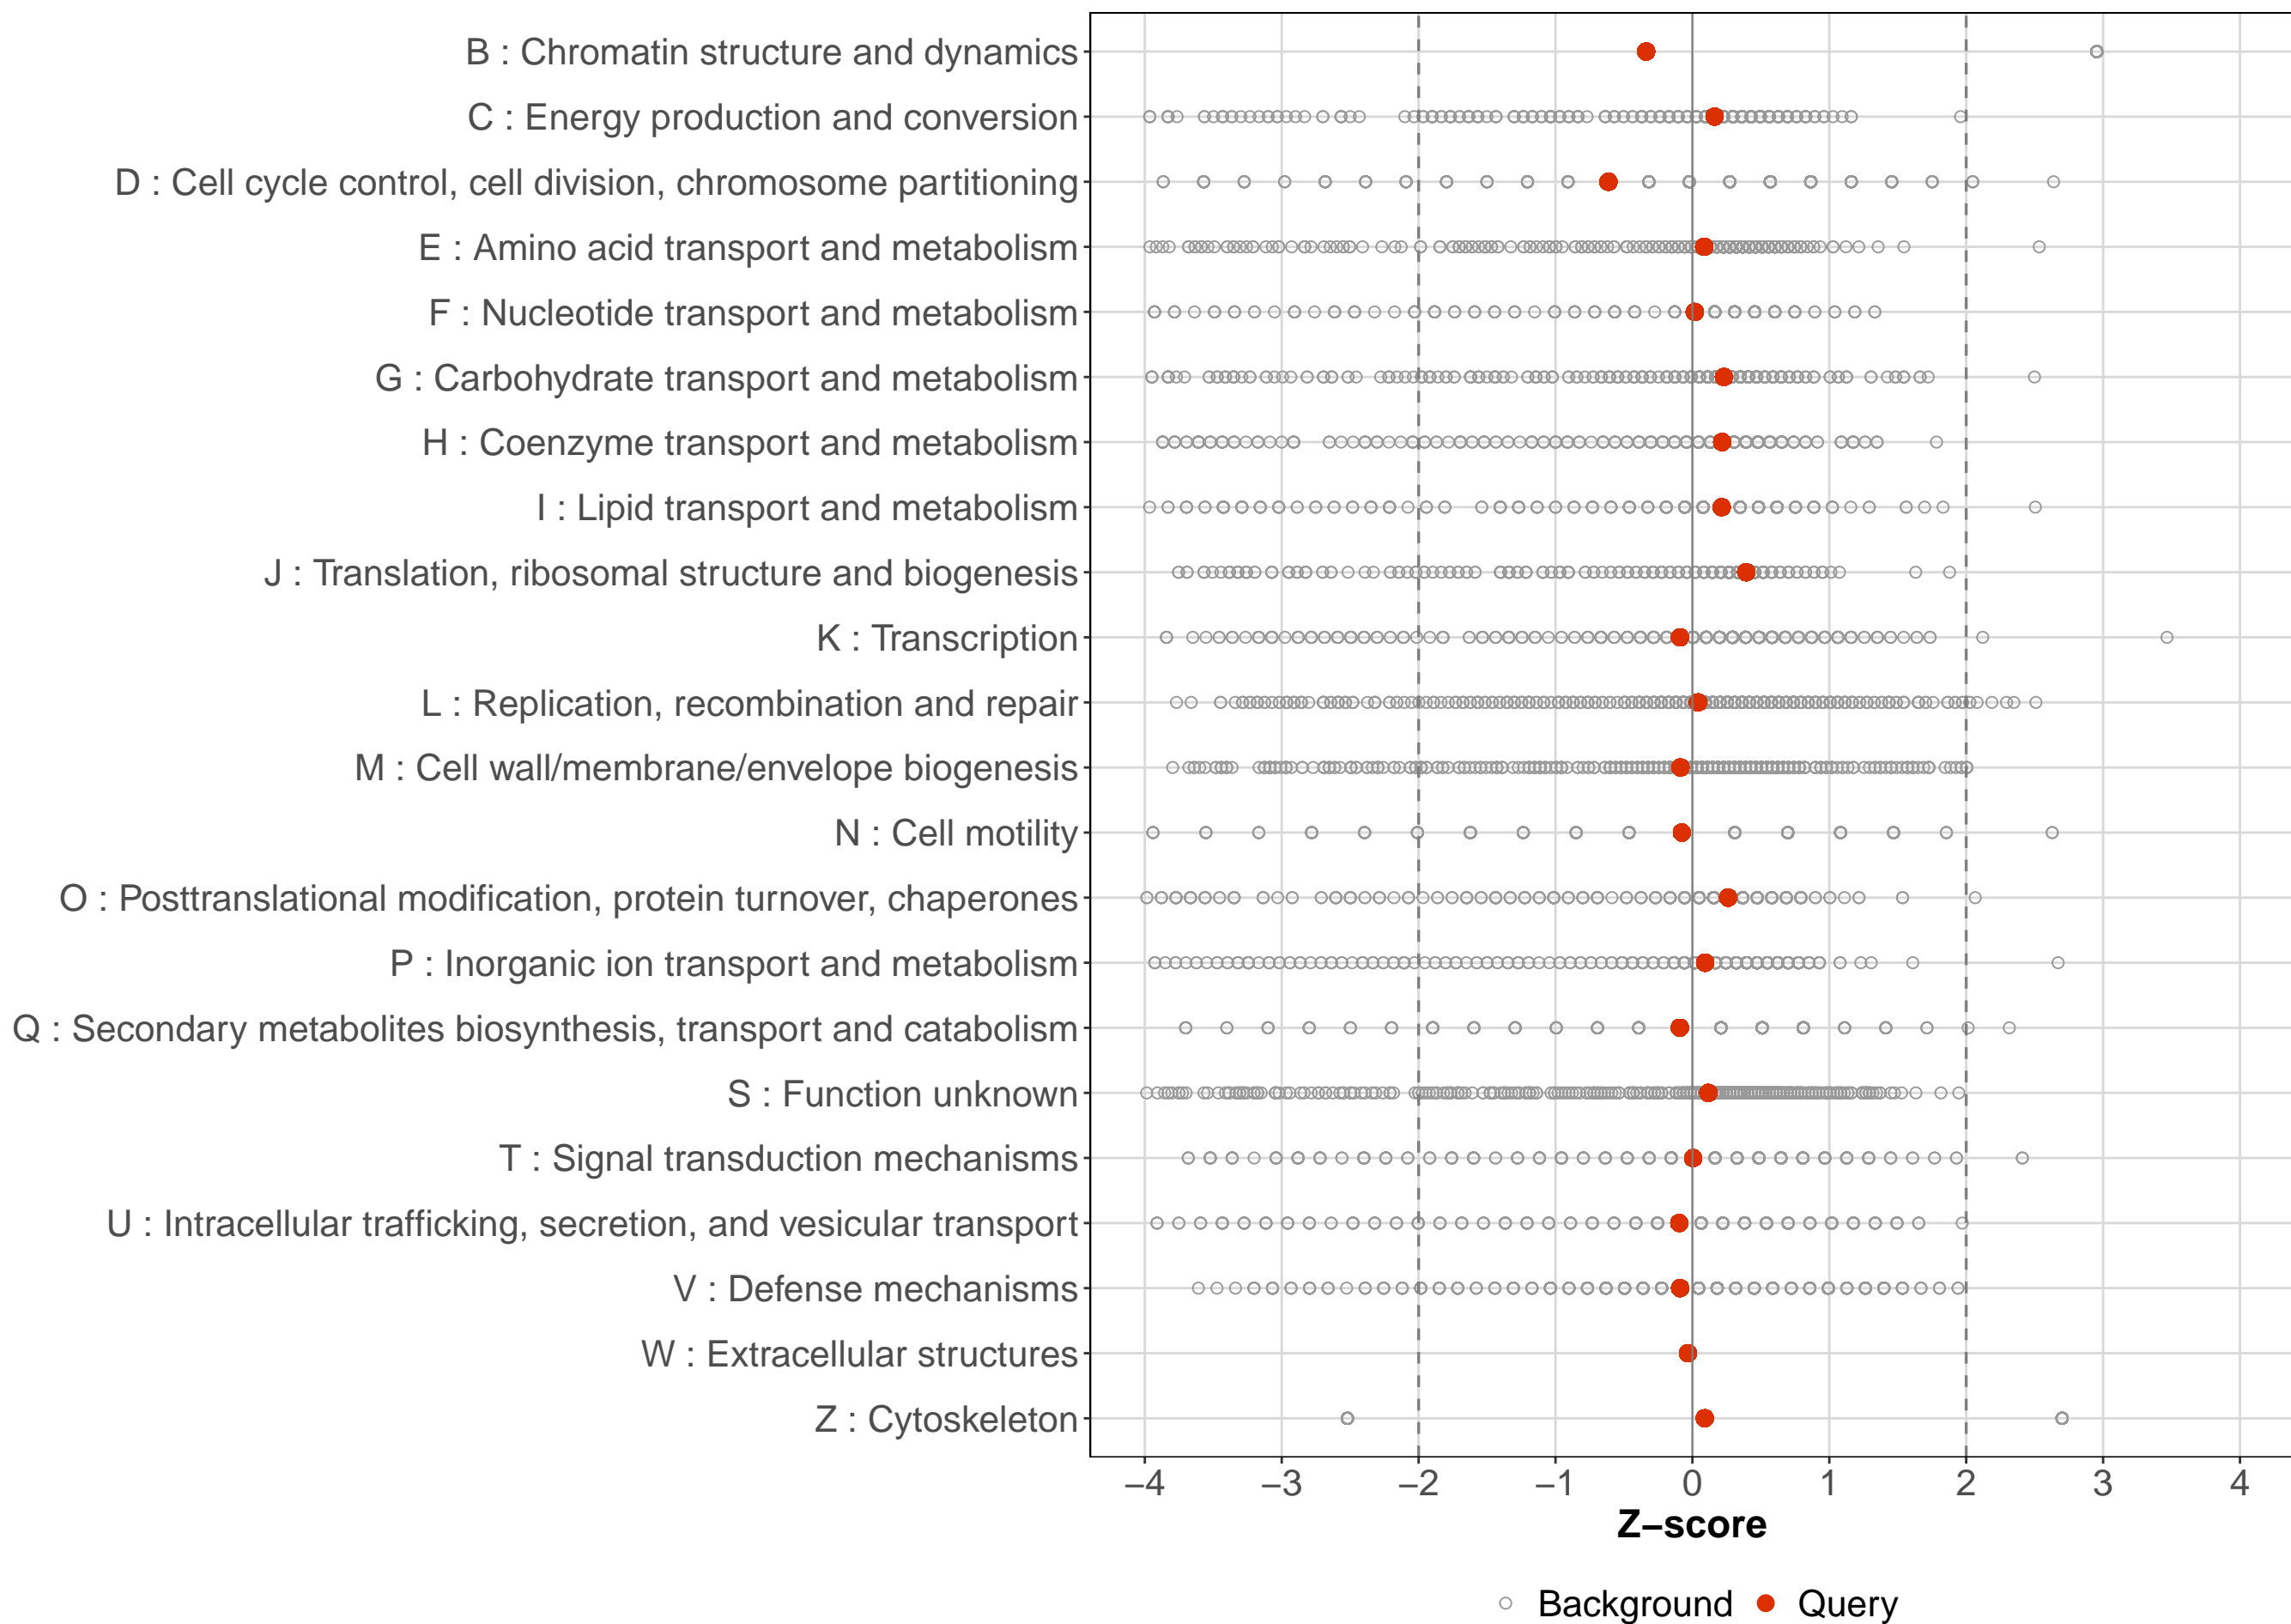 B : Chromatin structure and dynamics
C : Energy production and conversion
D : Cell cycle control, cell division, chromosome partitioning
E : Amino acid transport and metabolism
F : Nucleotide transport and metabolism
G : Carbohydrate transport and metabolism
H : Coenzyme transport and metabolism
I : Lipid transport and metabolism
J : Translation, ribosomal structure and biogenesis
K : Transcription
L : Replication, recombination and repair
M : Cell wall/membrane/envelope biogenesis
N : Cell motility
O : Posttranslational modification, protein turnover, chaperones
P : Inorganic ion transport and metabolism
Q : Secondary metabolites biosynthesis, transport and catabolism
S : Function unknown
T : Signal transduction mechanisms
U : Intracellular trafficking, secretion, and vesicular transport
V : Defense mechanisms
W : Extracellular structures
Z : Cytoskeleton
−4 −3 −2 −1 0 1 2 3 4
Z−score
Background Query